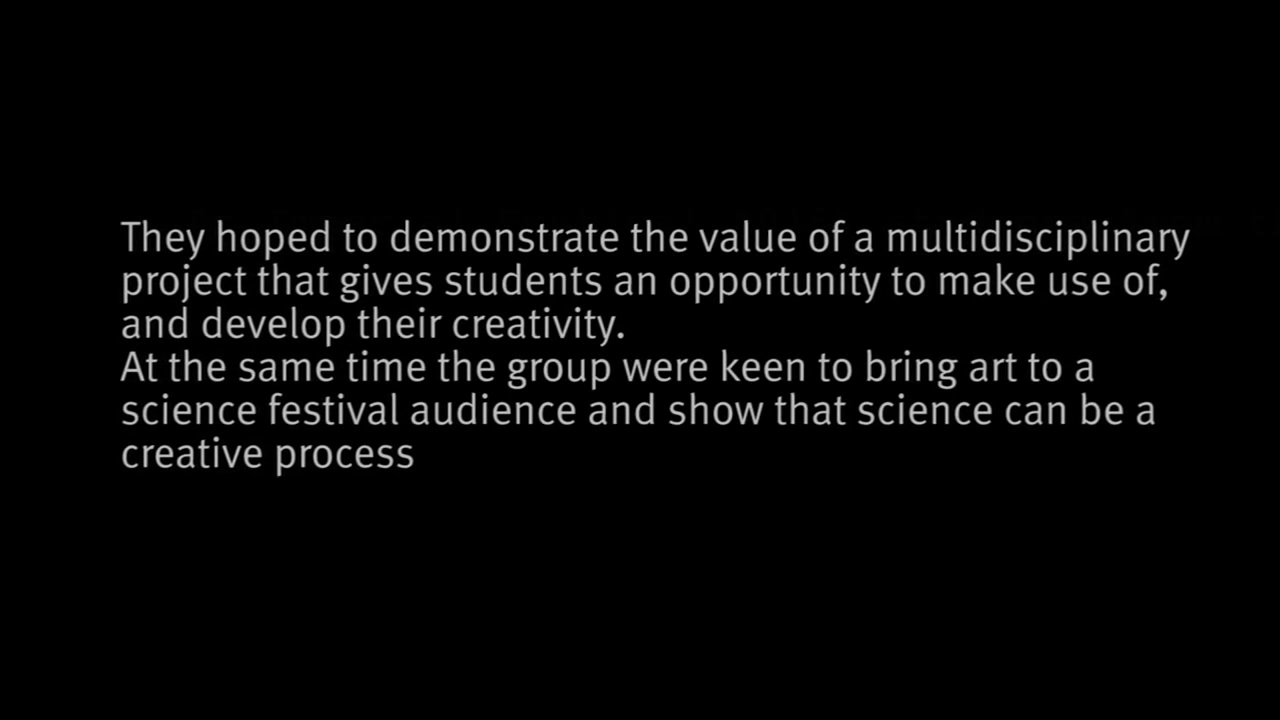 They hoped to demonstrate the value of a multidisciplinary
project that gives students an opportunity to make use of,
and develop their creativity.
At the same time the group were keen to bring art to a
science festival audience and show that science can be a
creative process